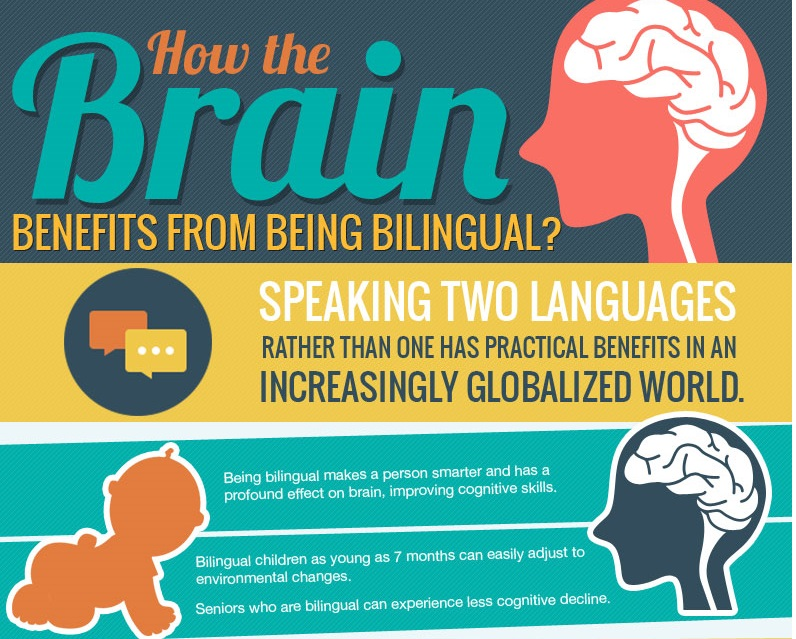 How the
Brain
BENEFITS FROM BEING BILINGUAL?
SPEAKING TWO LANGUAGES
RATHER THAN ONE HAS PRACTICAL BENEFITS IN AN
INCREASINGLY GLOBALIZED WORLD.
Being bilingual makes a person smarter and has a
profound effect on brain, improving cognitive skills.
Bilingual children as young as 7 months can easily adjust to
environmental changes.
Seniors who are bilingual can experience less cognitive decline.